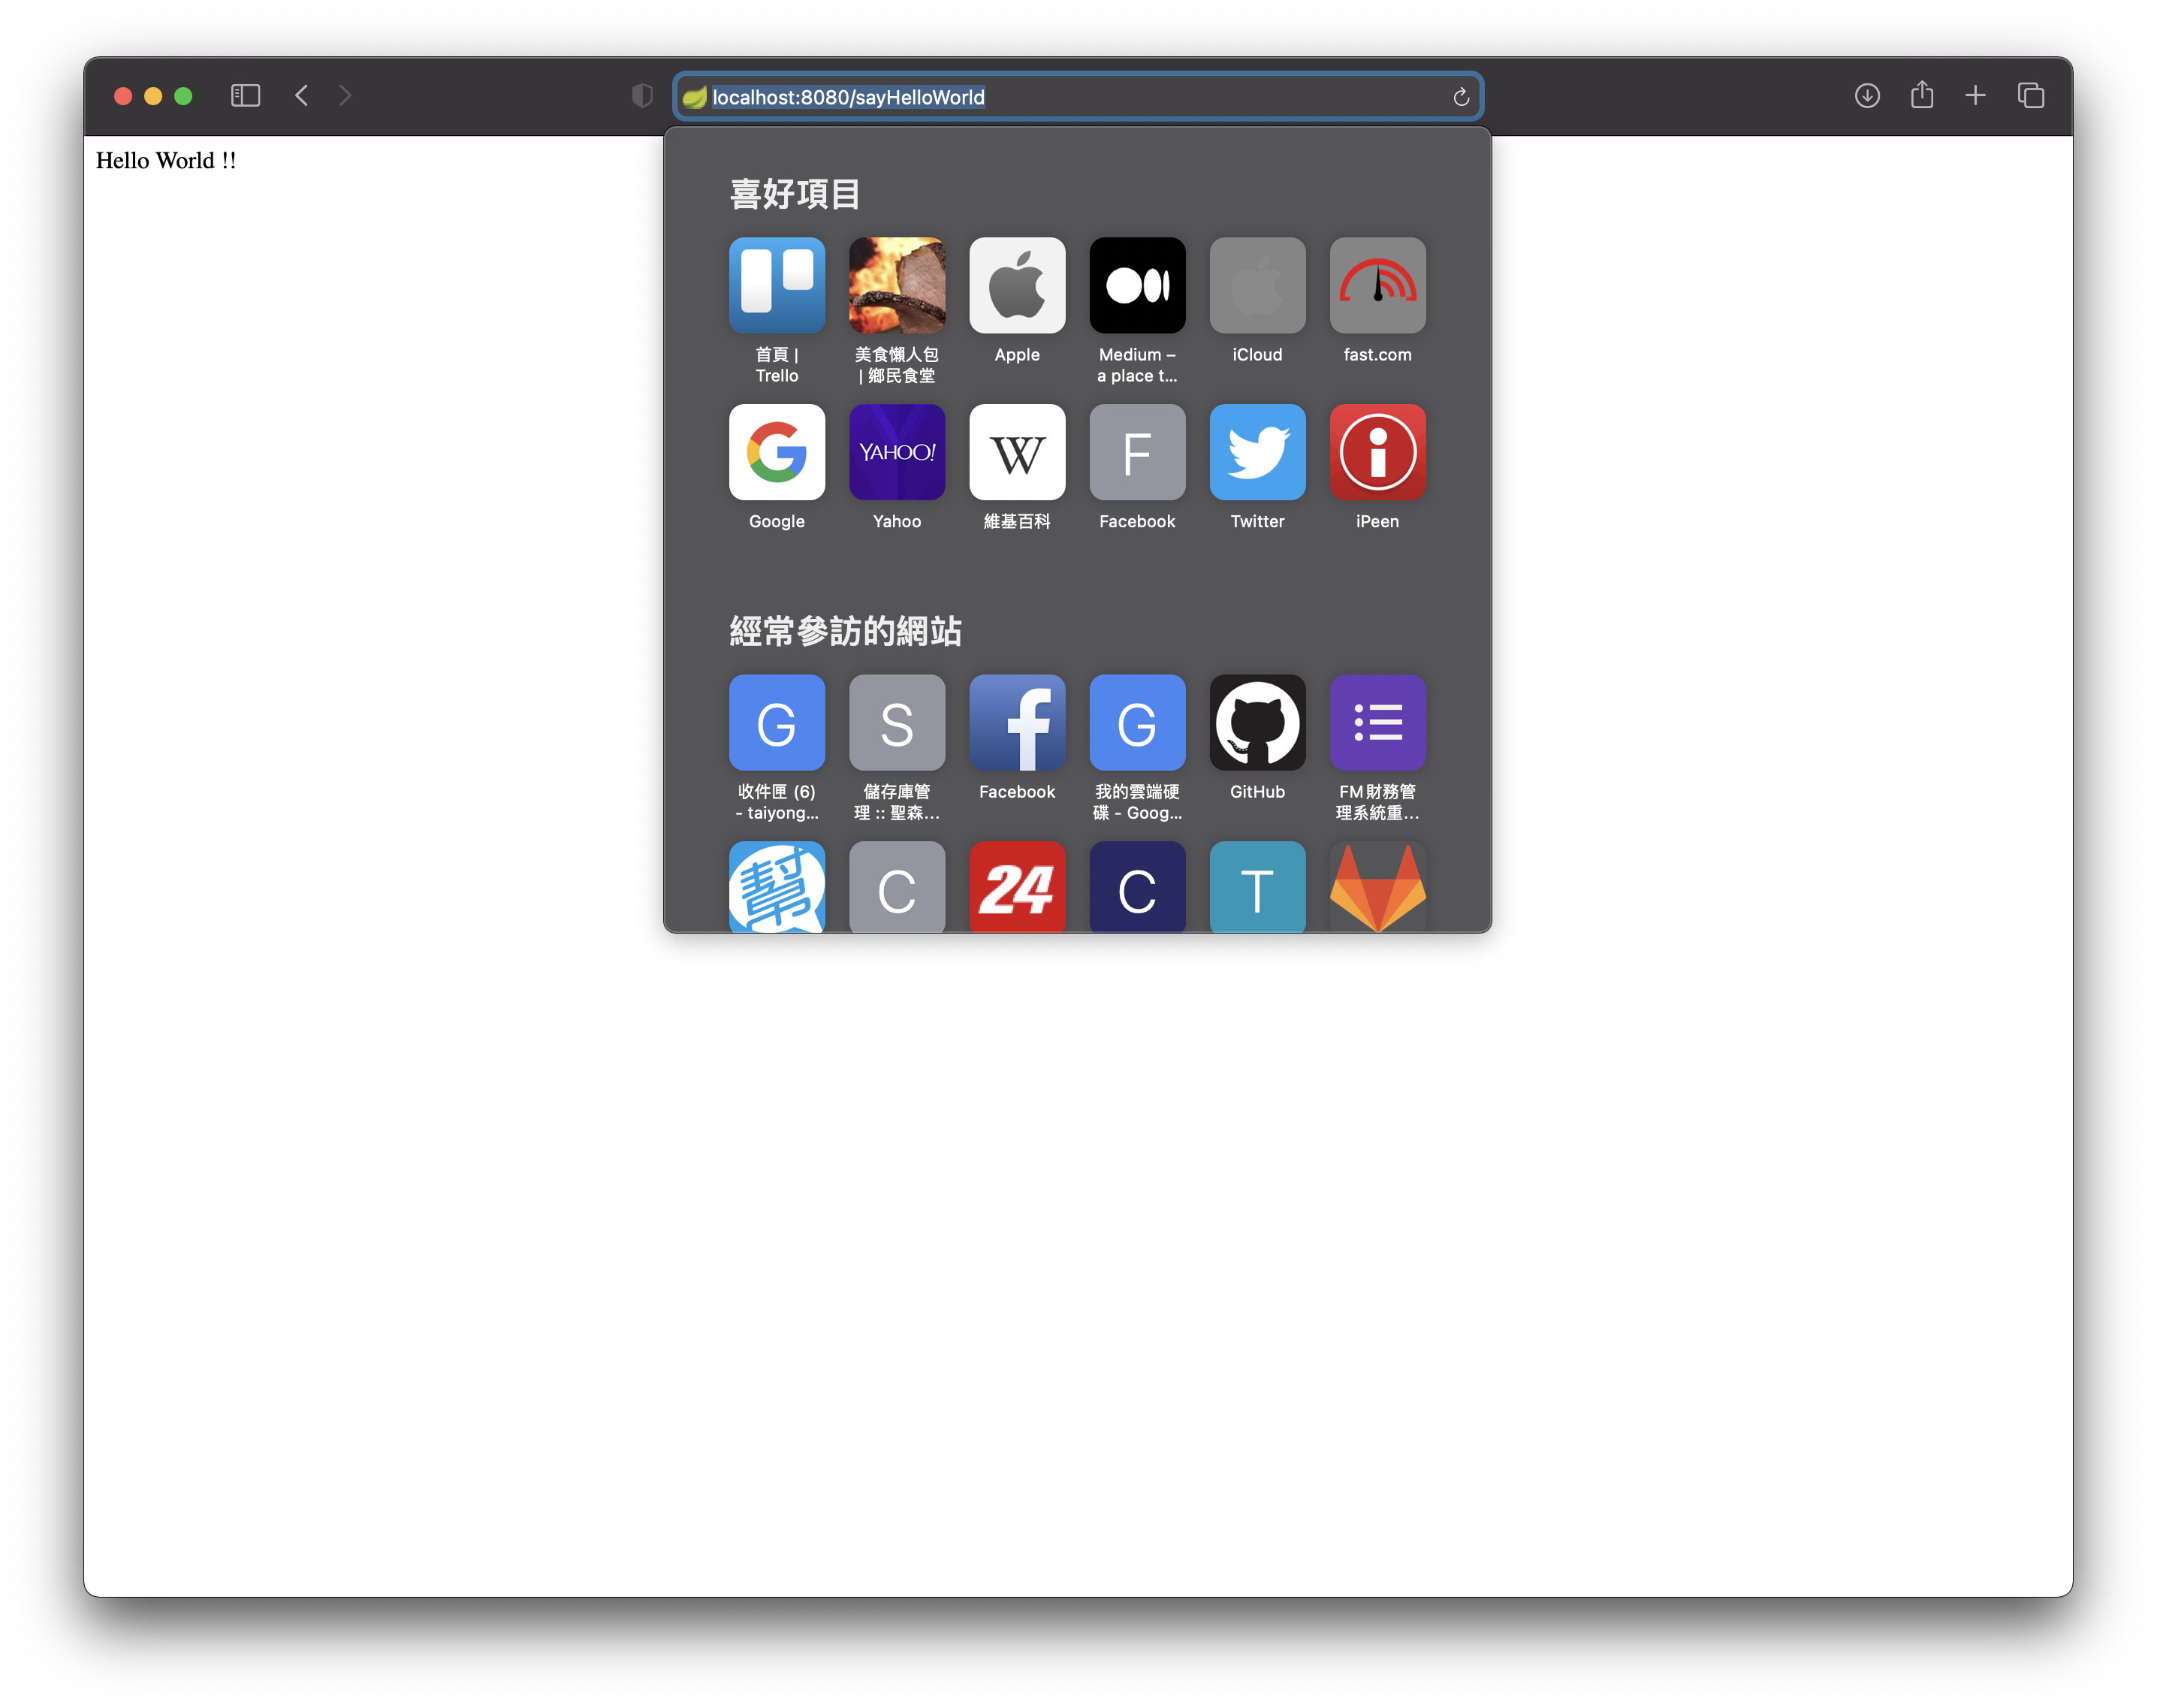 localhost:8080/sayHelloWorld
Hello World !!
喜好項目
首頁 |
Trello
美食懶人包
| 鄉民食堂
Apple
Medium –
a place t...
iCloud
fast.com
YAHOO!
W
F
Google
Yahoo
維基百科
Facebook
Twitter
iPeen
經常參訪的網站
G
S
G
收件匣 (6)
- taiyong...
儲存庫管
理 :: 聖森...
Facebook
我的雲端硬
碟 - Goog...
GitHub
FM財務管
理系統重...
幫
C
24
C
T